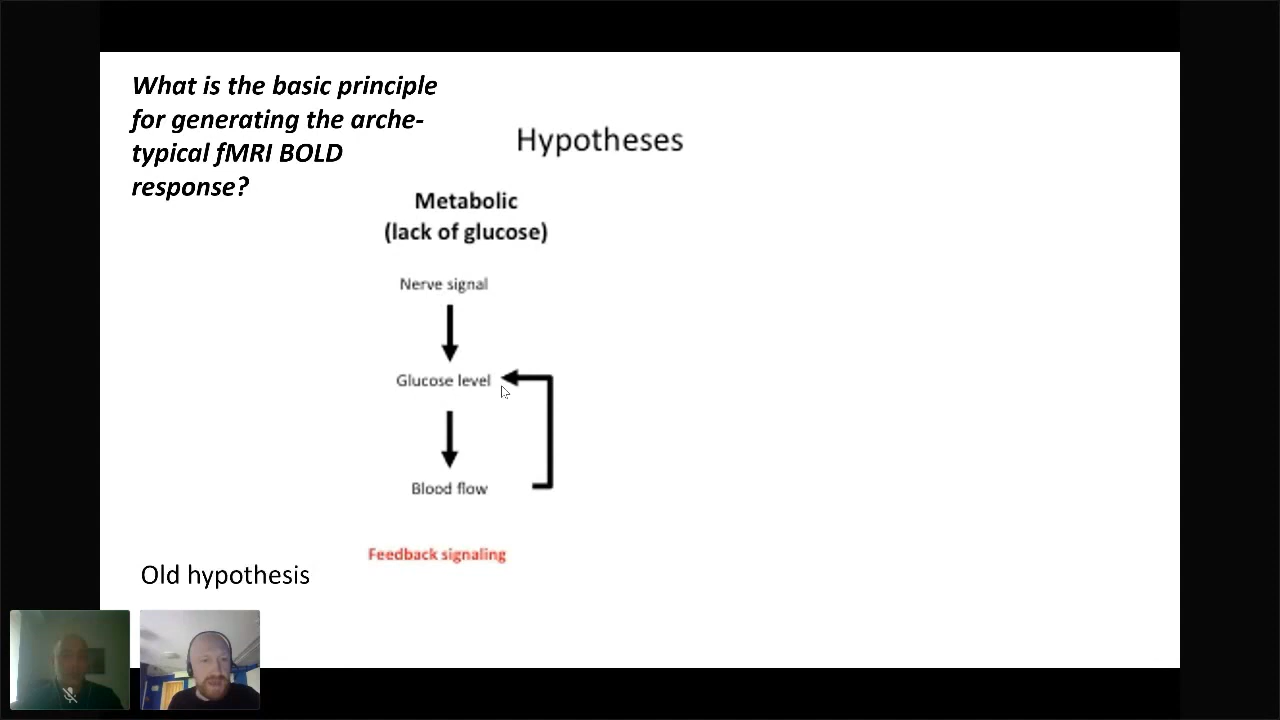 What is the basic principle
for generating the arche-
typical fMRI BOLD
response?
Hypotheses
Metabolic
(lack of glucose)
Nerve signal
Glucose level
Blood flow
Feedback signaling
Old hypothesis